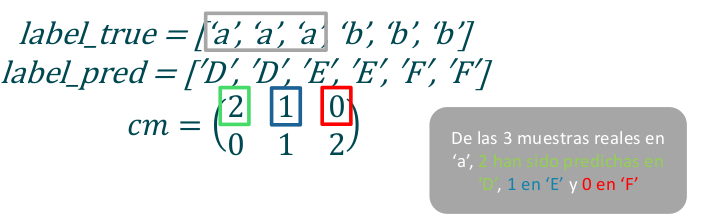 label_true = [‘a’, ‘a’, ‘a’, ‘b’, ‘b’, ‘b’]
label_pred = [’D’, ’D’, ’E’, ’E’, ’F’, ’F’]
cm = (2 1 0
0 1 2)
De las 3 muestras reales en
‘a’, 2 han sido predichas en
‘D’, 1 en ‘E’ y 0 en ‘F’